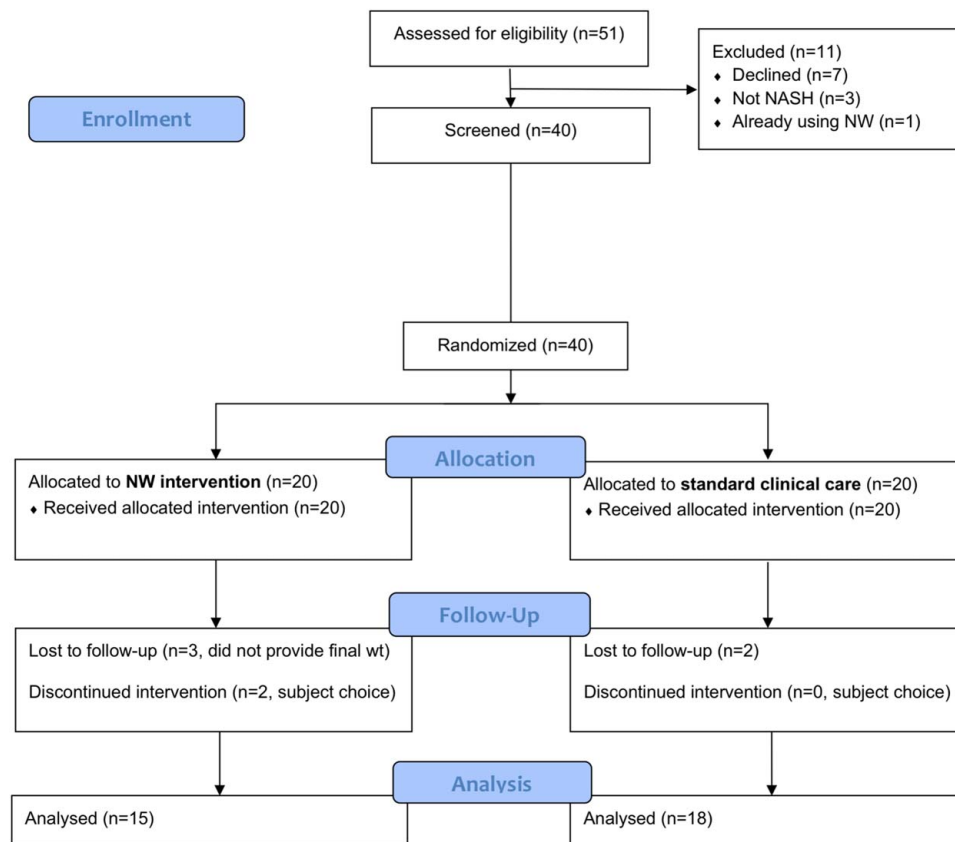 Assessed for eligibility (n=51)
Excluded (n=11)
♦ Declined (n=7)
♦ Not NASH (n=3)
♦ Already using NW (n=1)
Enrollment
Screened (n=40)
Randomized (n=40)
Allocation
Allocated to NW intervention (n=20)
♦ Received allocated intervention (n=20)
Allocated to standard clinical care (n=20)
♦ Received allocated intervention (n=20)
Follow-Up
Lost to follow-up (n=3, did not provide final wt)
Discontinued intervention (n=2, subject choice)
Lost to follow-up (n=2)
Discontinued intervention (n=0, subject choice)
Analysis
Analysed (n=15)
Analysed (n=18)